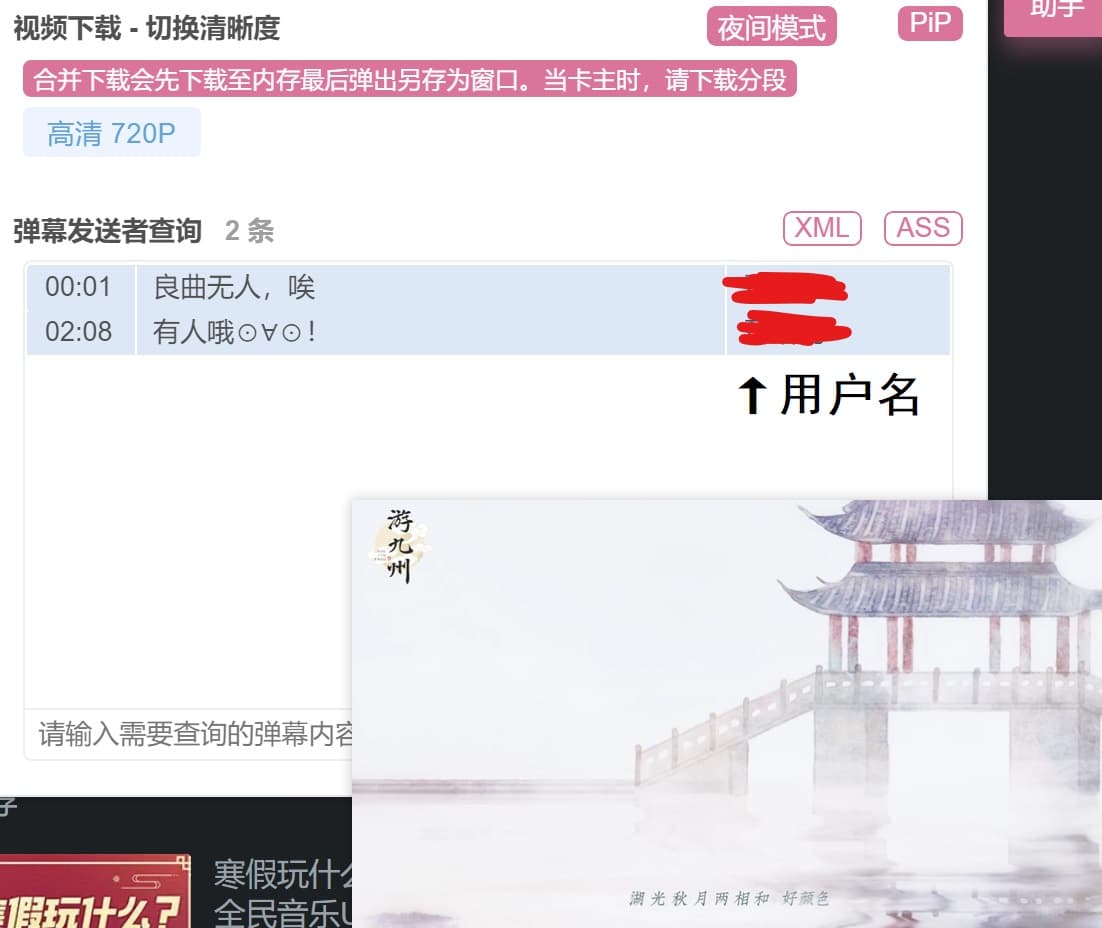 助手
视频下载 - 切换清晰度
夜间模式
PiP
合并下载会先下载至内存最后弹出另存为窗口。当卡主时，请下载分段
高清 720P
弹幕发送者查询 2 条
XML
ASS
00:01 良曲无人，唉
02:08 有人哦⊙∀⊙！
↑用户名
游九州
请输入需要查询的弹幕内容
湖光秋月两相和 好颜色
寒假玩什么
全民音乐U
寒假玩什么?